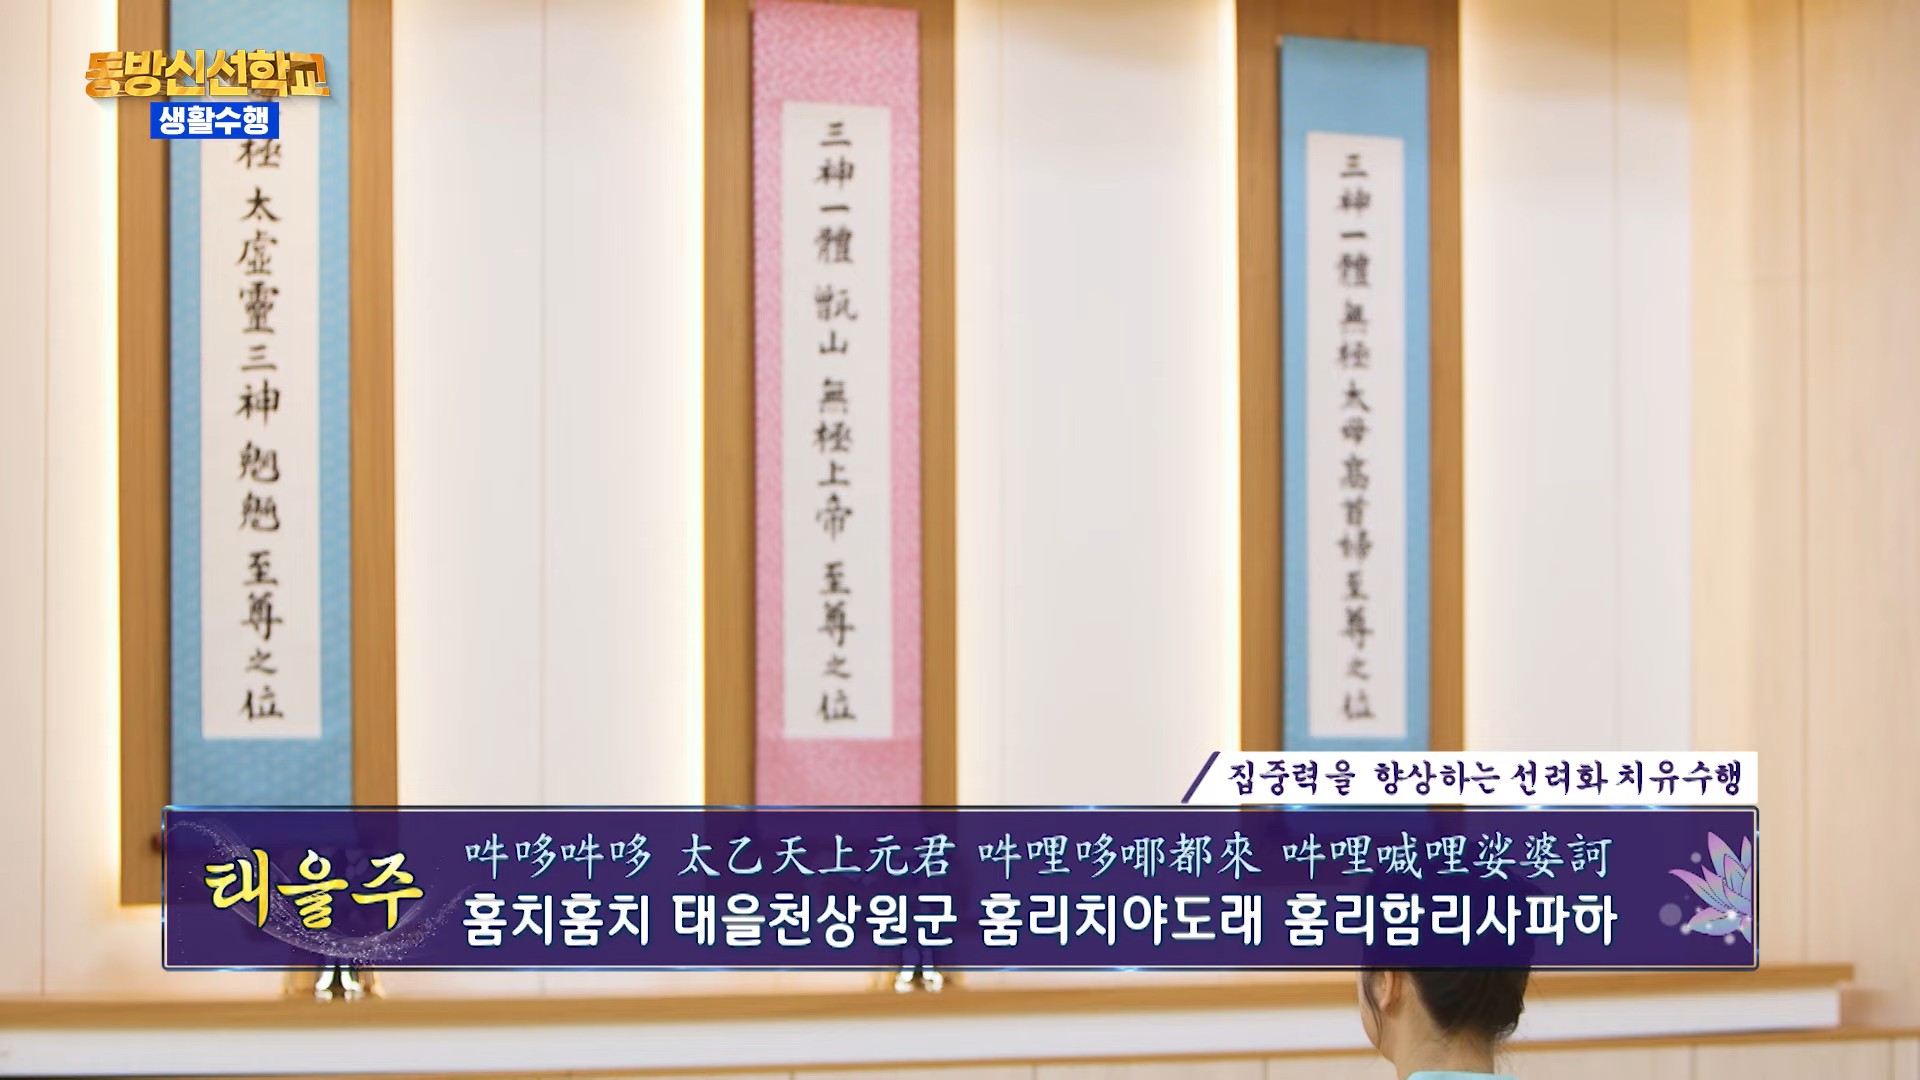 동방신선학교
생활수행
極 太虛靈 三神 至尊之位
三神一體 甑山 無極上帝 至尊之位
三神一體 無極 太母 高首婦 至尊之位
집중력을 향상하는 선려화 치유수행
태을주
吽哆吽哆 太乙天上元君 吽哩哆㖿都來 吽哩喊哩娑婆訶
훔치훔치 태을천상원군 훔리치야도래 훔리함리사파하